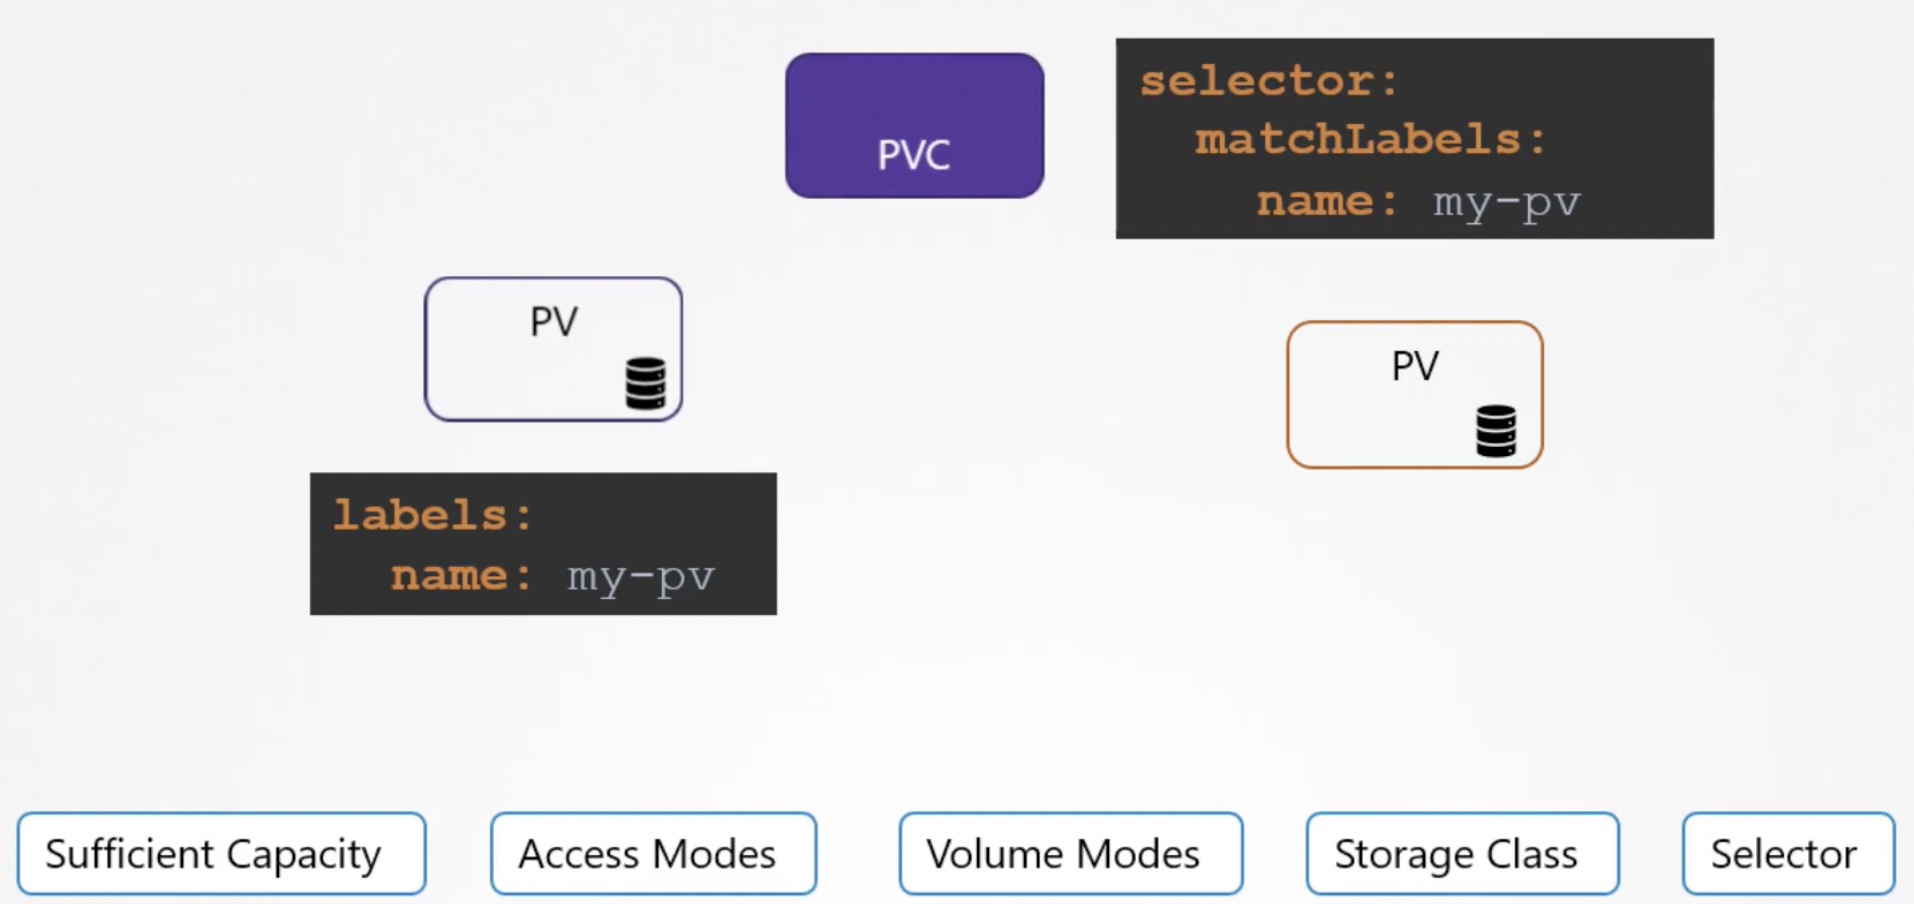 PVC
selector:
matchLabels:
name: my-pv
PV
PV
labels:
name: my-pv
Sufficient Capacity
Access Modes
Volume Modes
Storage Class
Selector